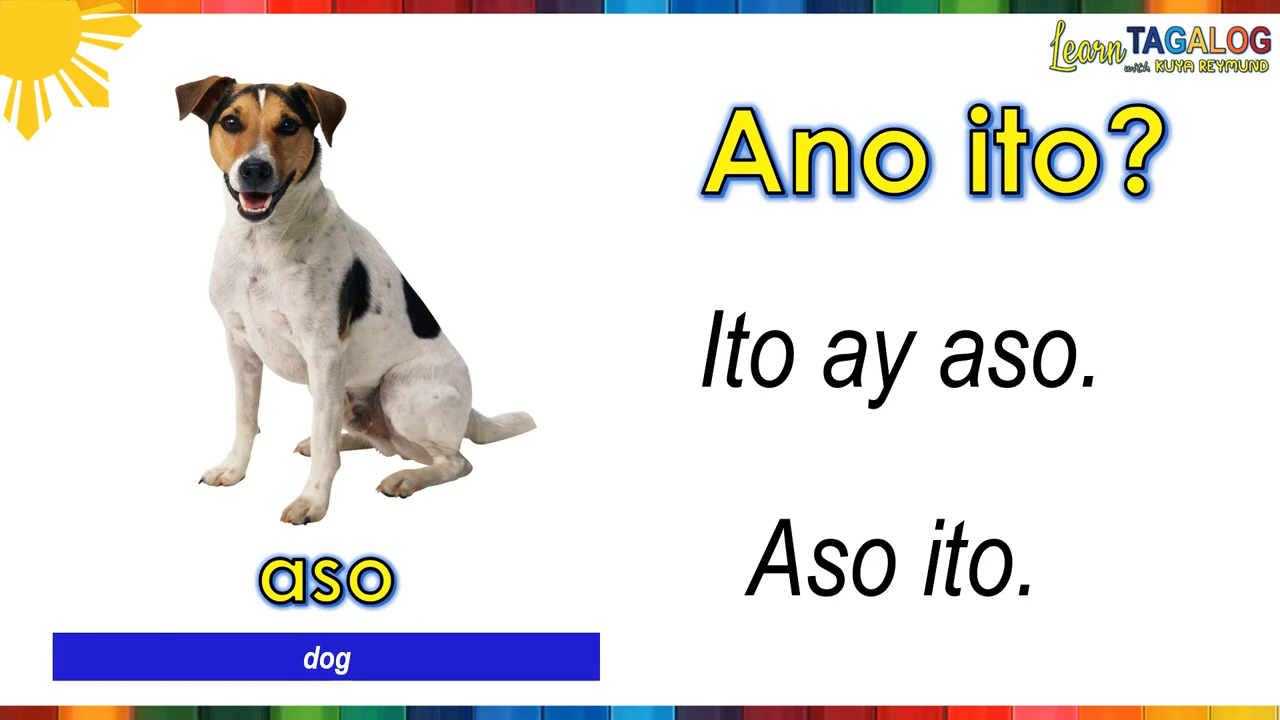 Learn TAGALOG
with KUYA REYMUND
Ano ito?
Ito ay aso.
Aso ito.
aso
dog